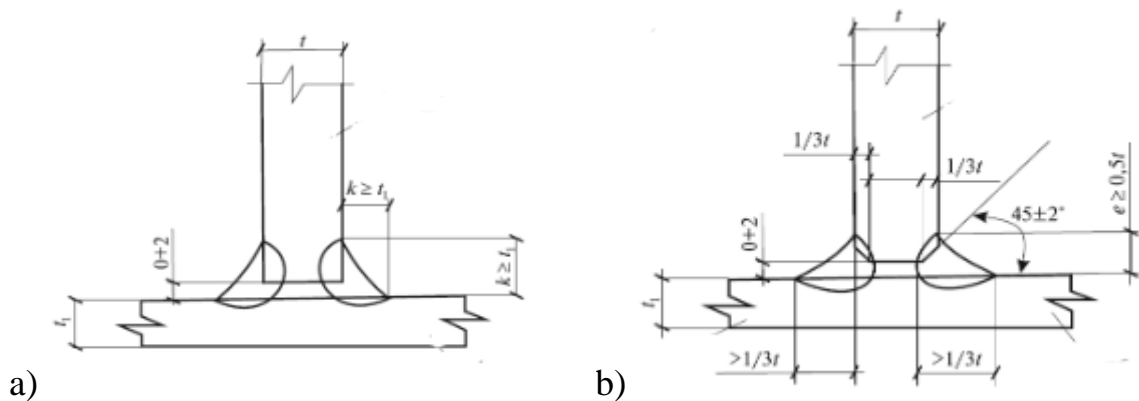 t
k ≥ t₁
0+2
k ≥ t₁
t₁
a)
t
1/3t
1/3t
e ≥ 0,5t
45±2°
0+2
t₁
>1/3t
>1/3t
b)